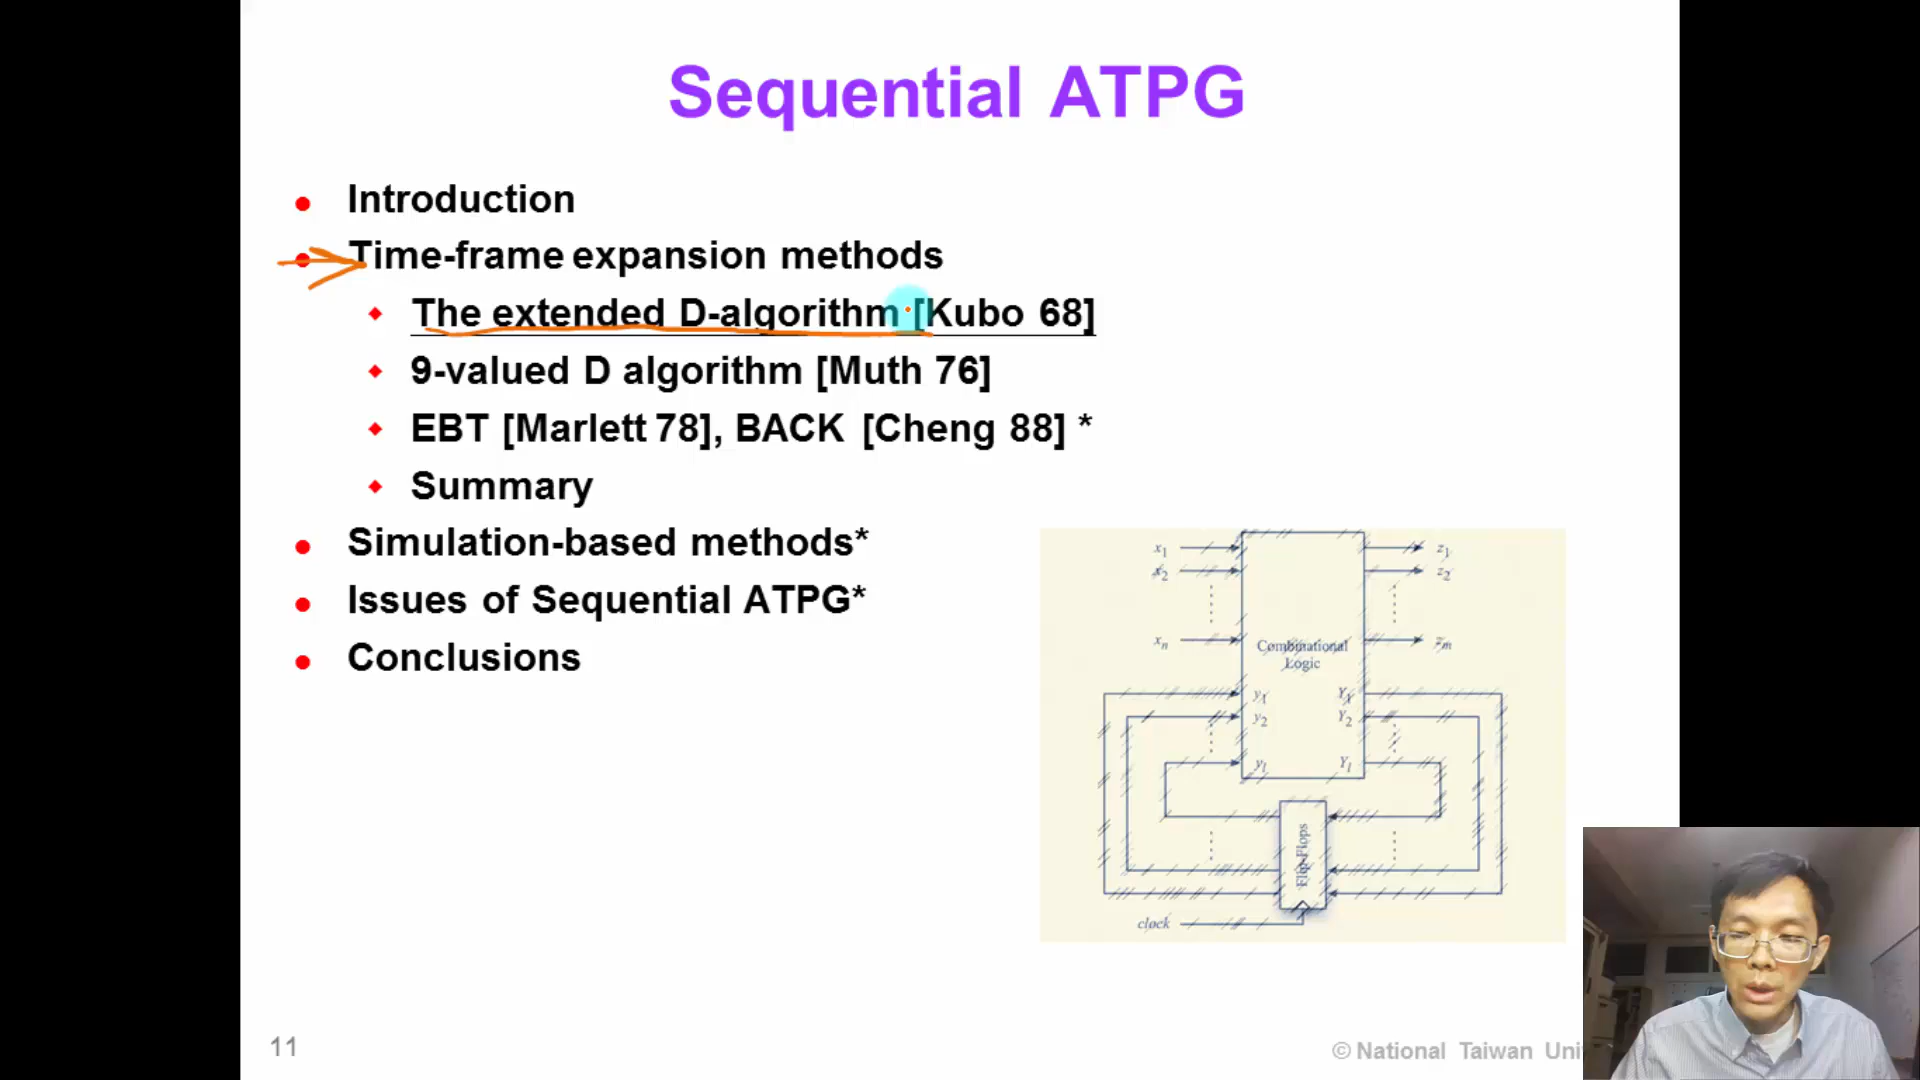 Sequential ATPG
Introduction
Time-frame expansion methods
The extended D-algorithm [Kubo 68]
9-valued D algorithm [Muth 76]
EBT [Marlett 78], BACK [Cheng 88] *
Summary
Simulation-based methods*
Issues of Sequential ATPG*
Conclusions
x1 z1
x2 z2
xn zm
Combinational
Logic
y1 Y1
y2 Y2
yl Yl
Flip-Flops
clock
11
© National Taiwan Uni